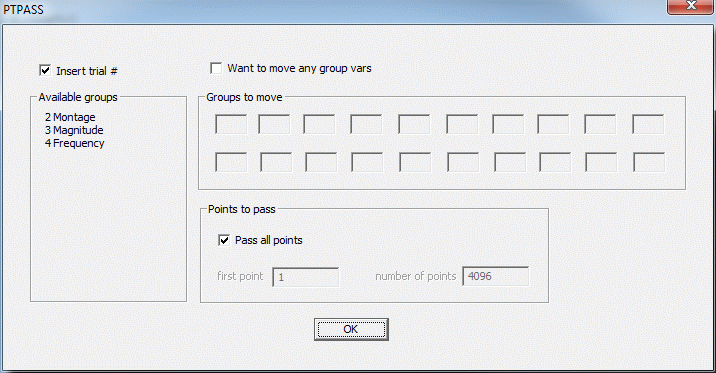 PTPASS
Insert trial #
Want to move any group vars
Available groups
Groups to move
2 Montage
3 Magnitude
4 Frequency
Points to pass
Pass all points
first point 1 number of points 4096
OK